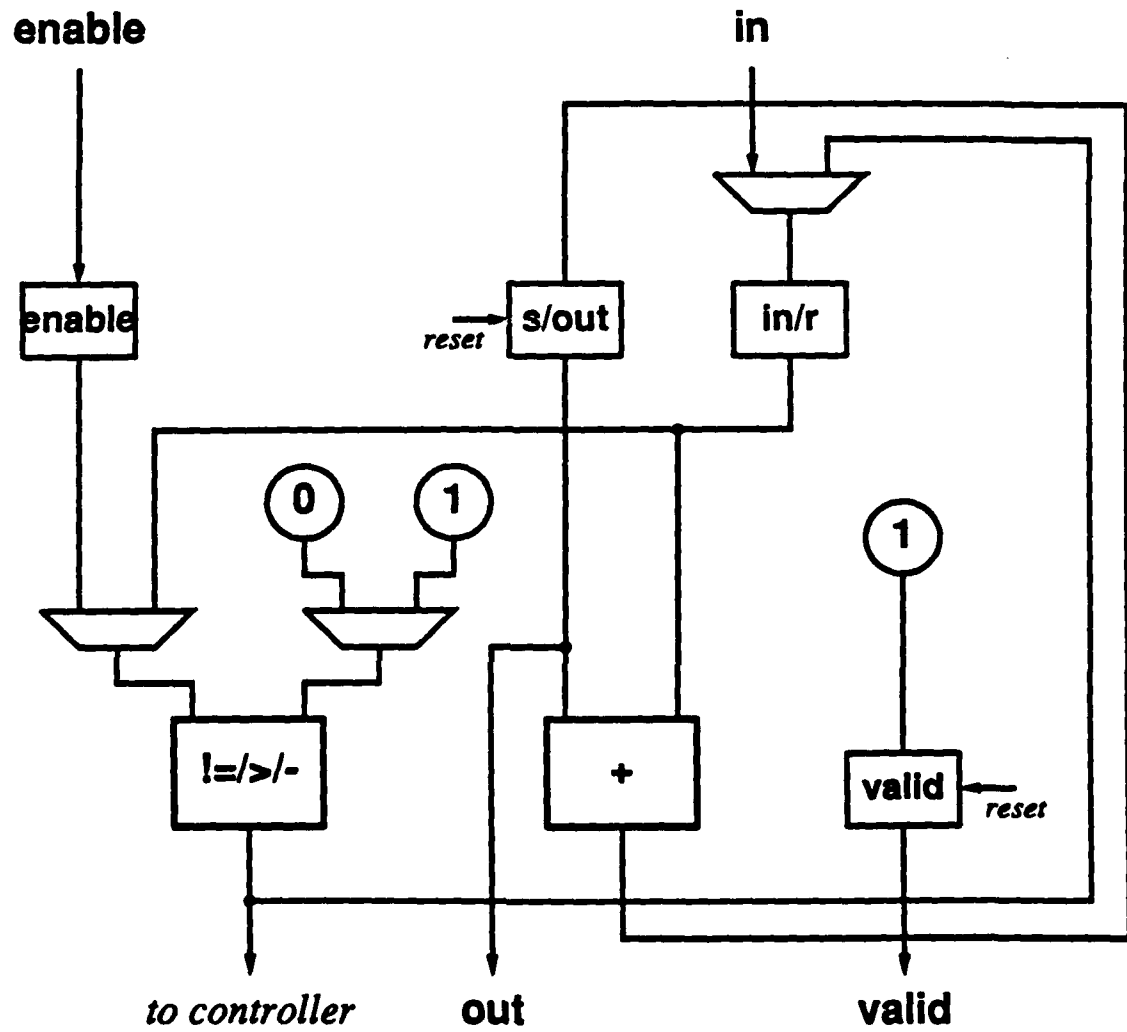 enable
in
enable
reset
s/out
in/r
0
1
1
!=/>/-
+
valid
reset
to controller
out
valid